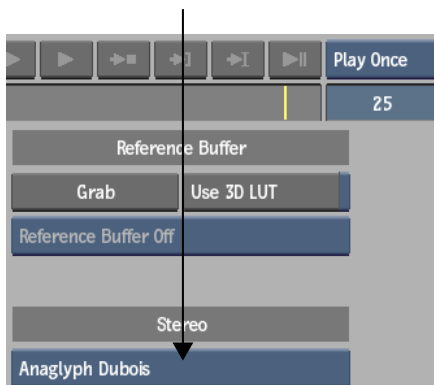 Play Once
25
Reference Buffer
Grab
Use 3D LUT
Reference Buffer Off
Stereo
Anaglyph Dubois